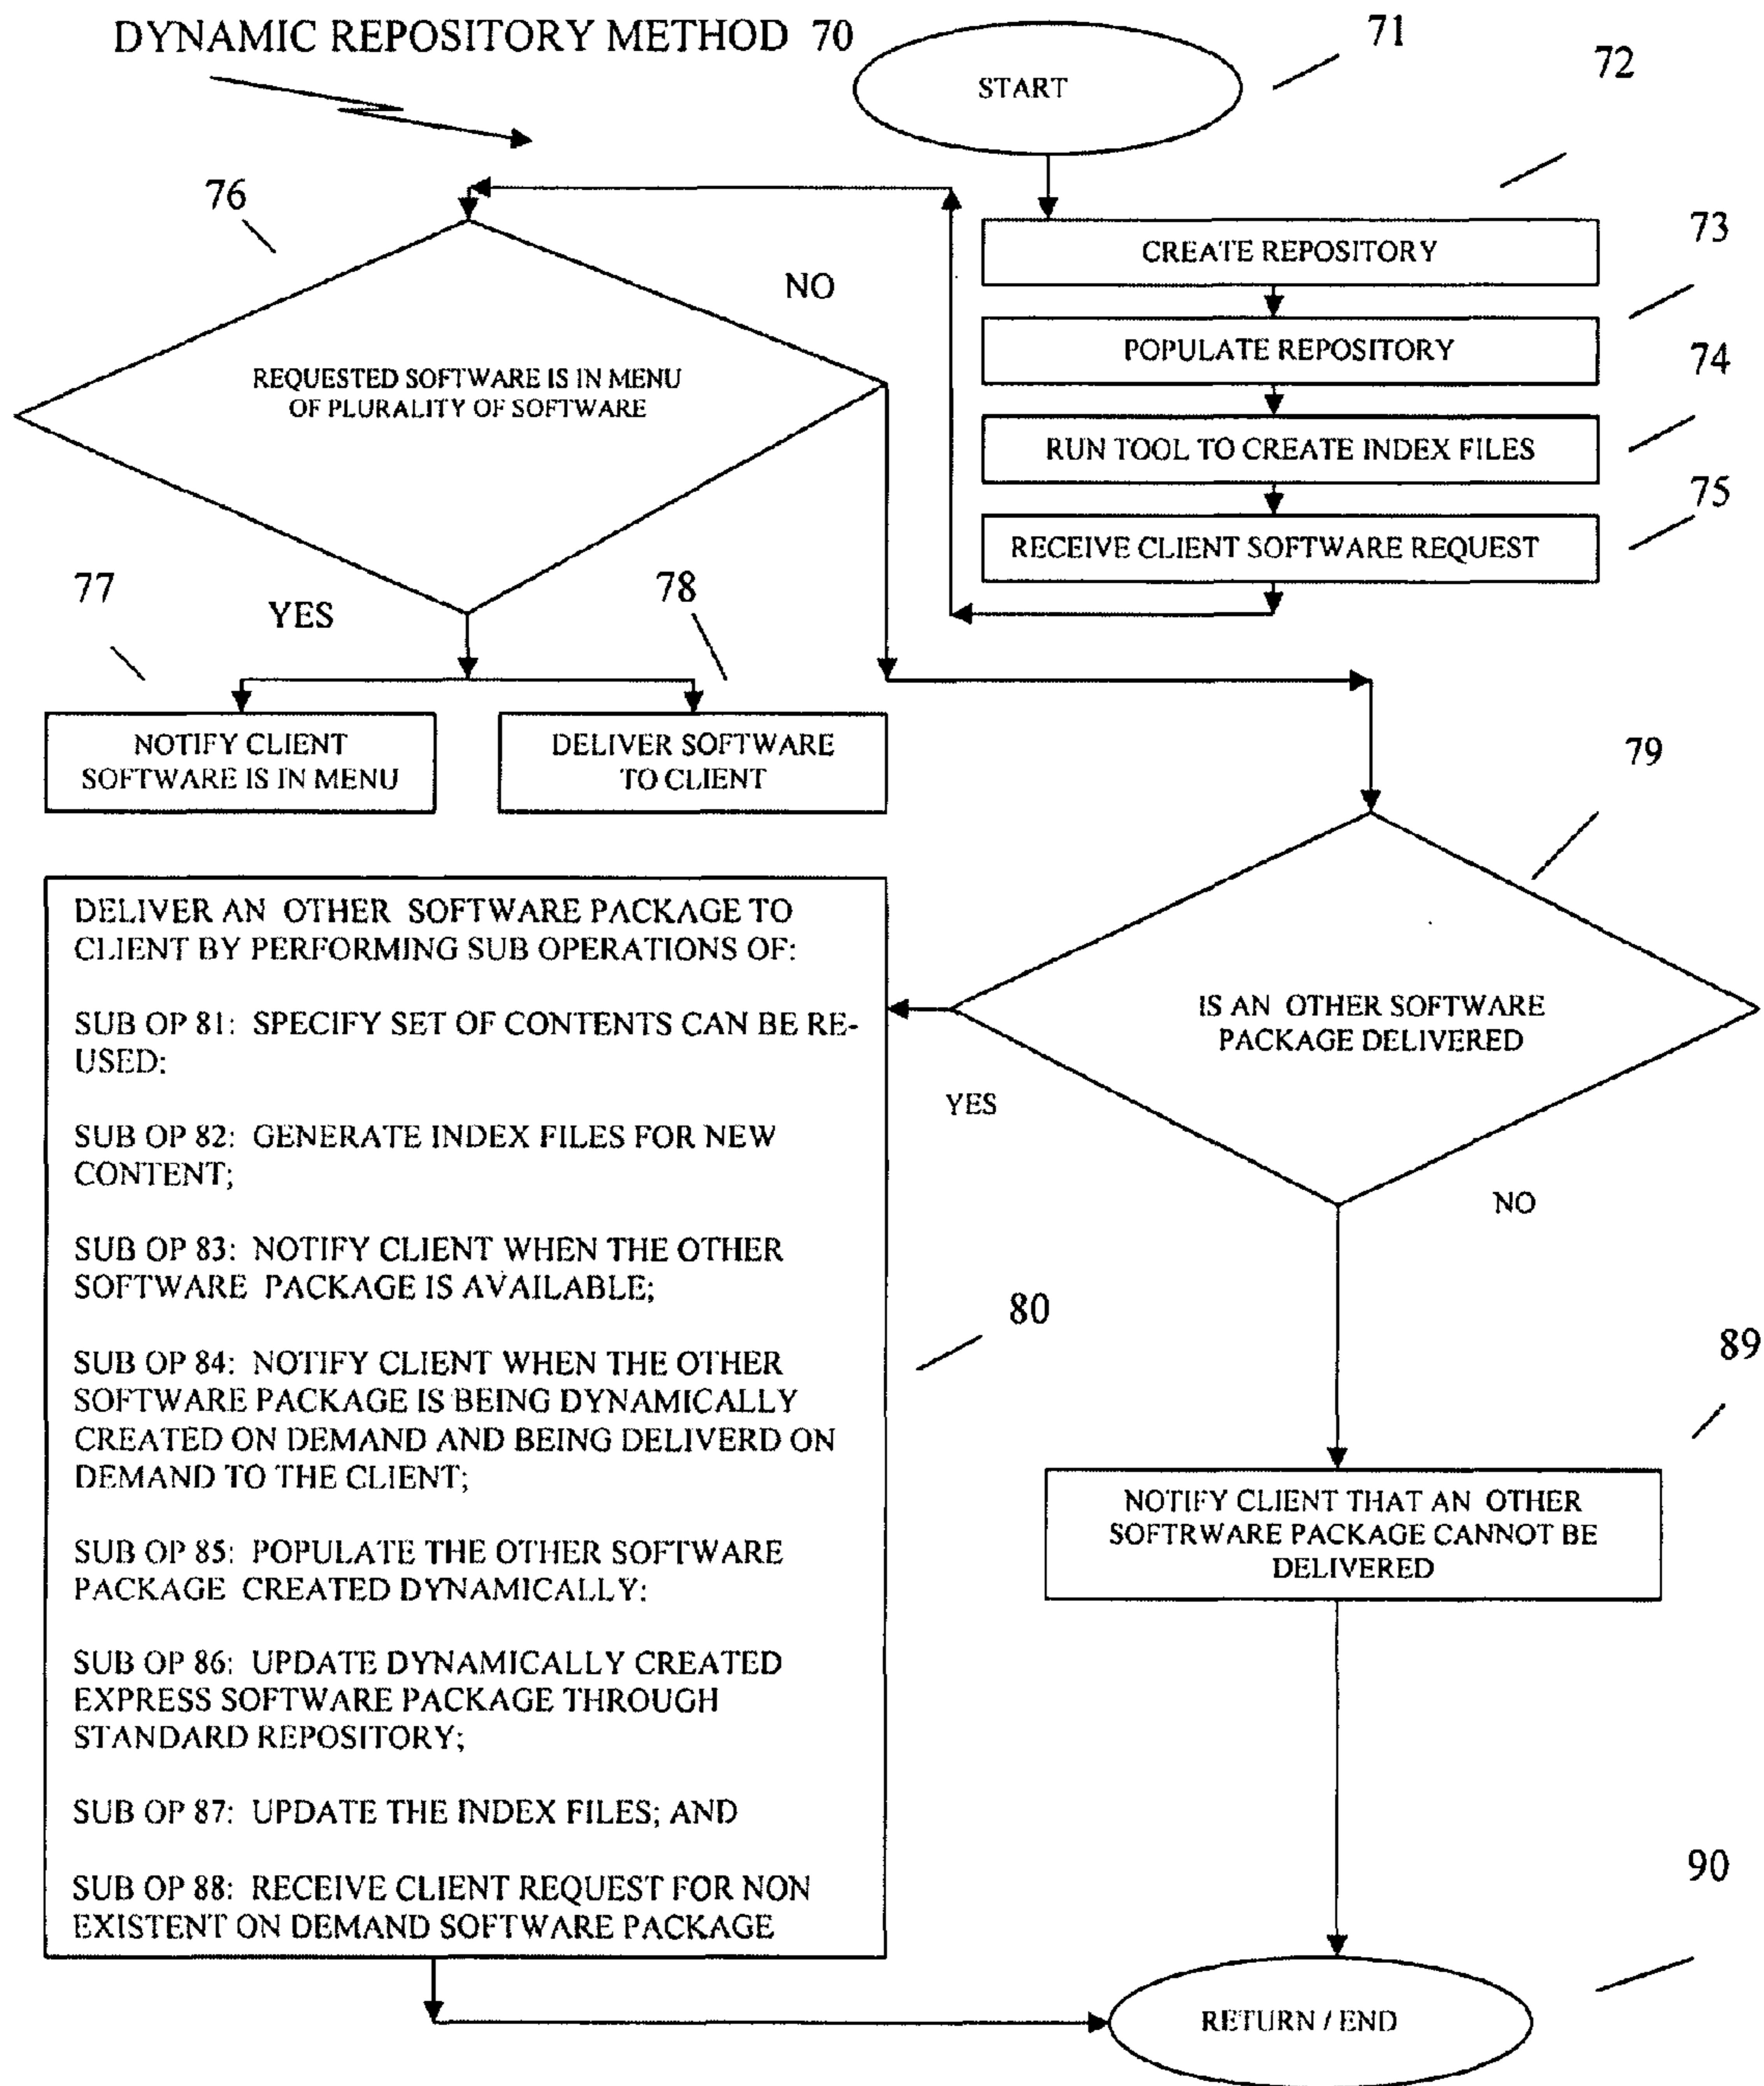 DYNAMIC REPOSITORY METHOD 70
START
71
72
CREATE REPOSITORY
73
POPULATE REPOSITORY
74
RUN TOOL TO CREATE INDEX FILES
75
RECEIVE CLIENT SOFTWARE REQUEST
76
NO
REQUESTED SOFTWARE IS IN MENU
OF PLURALITY OF SOFTWARE
YES
77
NOTIFY CLIENT
SOFTWARE IS IN MENU
78
DELIVER SOFTWARE
TO CLIENT
79
IS AN OTHER SOFTWARE
PACKAGE DELIVERED
YES
NO
DELIVER AN OTHER SOFTWARE PACKAGE TO
CLIENT BY PERFORMING SUB OPERATIONS OF:
SUB OP 81: SPECIFY SET OF CONTENTS CAN BE RE-
USED;
SUB OP 82: GENERATE INDEX FILES FOR NEW
CONTENT;
SUB OP 83: NOTIFY CLIENT WHEN THE OTHER
SOFTWARE PACKAGE IS AVAILABLE;
SUB OP 84: NOTIFY CLIENT WHEN THE OTHER
SOFTWARE PACKAGE IS BEING DYNAMICALLY
CREATED ON DEMAND AND BEING DELIVERD ON
DEMAND TO THE CLIENT;
SUB OP 85: POPULATE THE OTHER SOFTWARE
PACKAGE CREATED DYNAMICALLY;
SUB OP 86: UPDATE DYNAMICALLY CREATED
EXPRESS SOFTWARE PACKAGE THROUGH
STANDARD REPOSITORY;
SUB OP 87: UPDATE THE INDEX FILES; AND
SUB OP 88: RECEIVE CLIENT REQUEST FOR NON
EXISTENT ON DEMAND SOFTWARE PACKAGE
80
89
NOTIFY CLIENT THAT AN OTHER
SOFTRWARE PACKAGE CANNOT BE
DELIVERED
90
RETURN / END